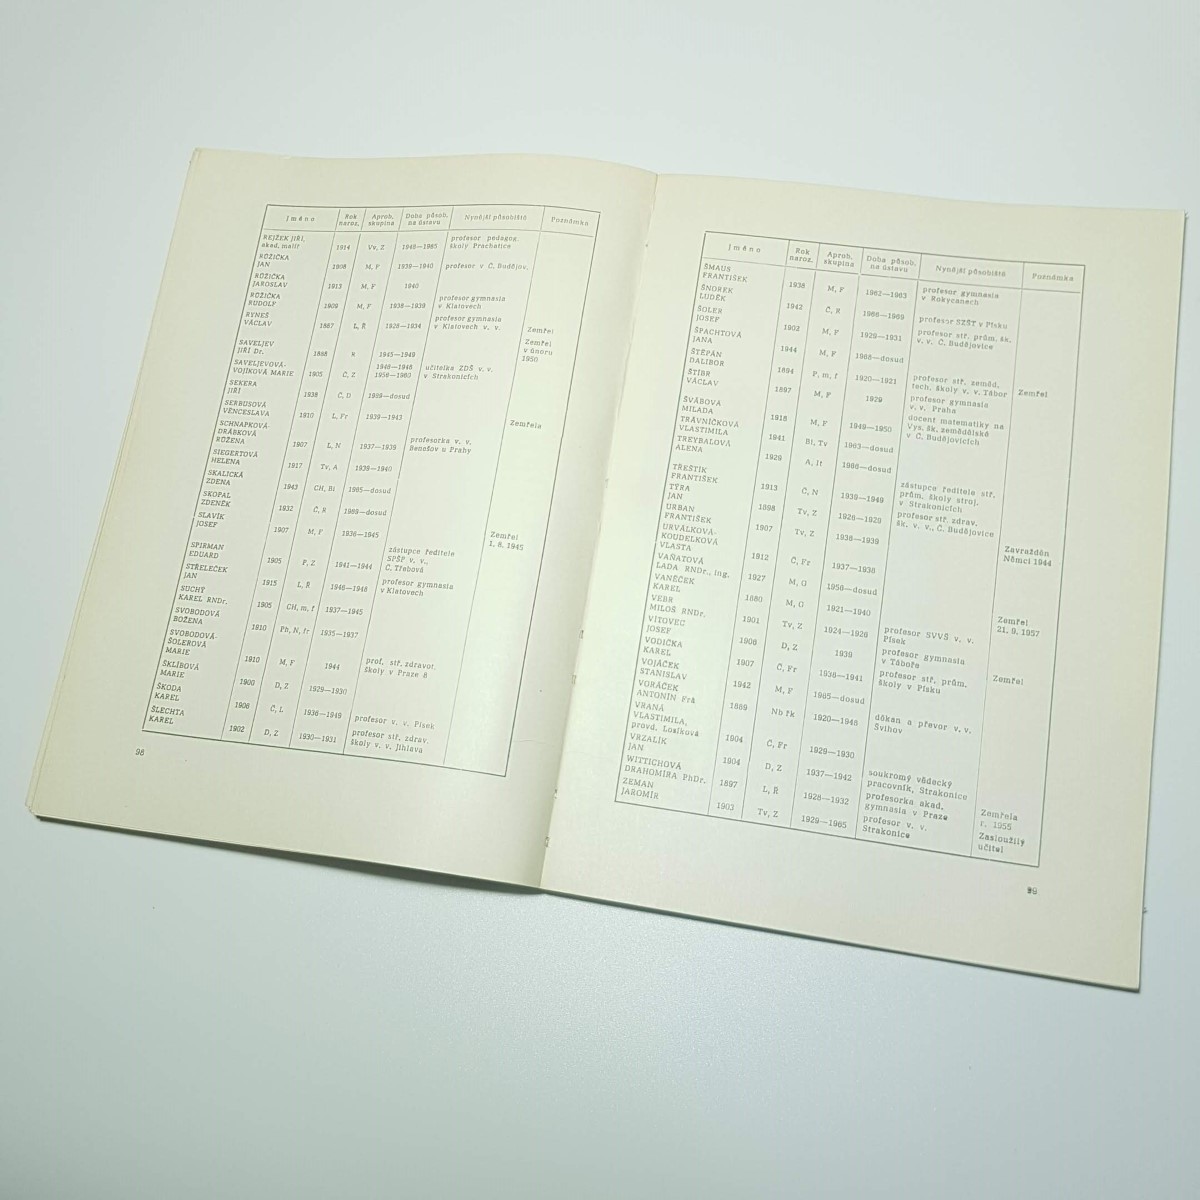 Jméno Rok naroz. Aprob. skupina Doba působ. na ústavu Nynější působiště Poznámka
REJŽEK JIŘÍ,
akad. malíř 1914 Vv, Z 1948—1965 profesor pedagog. školy Prachatice
RŮŽIČKA
JAN 1908 M, F 1939—1940 profesor v Č. Budějov.
RŮŽIČKA
JAROSLAV 1913 M, F 1940
RŮŽIČKA
RUDOLF 1909 M, F 1938—1939 profesor gymnasia v Klatovech
RYNEŠ
VÁCLAV 1887 L, Ř 1928—1934 profesor gymnasia v Klatovech v. v. Zemřel
SAVELJEV
JIŘÍ Dr. 1888 R 1945—1949 Zemřel v únoru 1950
SAVELJEVOVÁ-
VOJÍKOVÁ MARIE 1905 Č, Z 1946—1948 1956—1960 učitelka ZDŠ v. v. v Strakonicích
SEKERA
JIŘÍ 1938 Č, D 1969—dosud
SERBUSOVÁ
VĚNCESLAVA 1910 L, Fr 1939—1943 Zemřela
SCHNAPKOVÁ-
DRÁBKOVÁ
RŮŽENA 1907 L, N 1937—1939 profesorka v. v. Benešov u Prahy
SIEGERTOVÁ
HELENA 1917 Tv, A 1939—1940
SKALICKÁ
ZDENA 1943 CH, Bi 1965—dosud
SKOPAL
ZDENĚK 1932 Č, R 1969—dosud
SLAVÍK
JOSEF 1907 M, F 1936—1945 Zemřel 1. 8. 1945
SPIRMAN
EDUARD 1905 P, Z 1941—1944 zástupce ředitele SPŠP v. v., Č. Třebová
STŘELEČEK
JAN 1915 L, Ř 1946—1948 profesor gymnasia v Klatovech
SUCHÝ
KAREL RNDr. 1905 CH, m, f 1937—1945
SVOBODOVÁ
BOŽENA 1910 Ph, N, fr 1935—1937
SVOBODOVÁ-
ŠOLEROVÁ
MARIE 1910 M, F 1944 prof. stř. zdravot. školy v Praze 8
ŠKLÍBOVÁ
MARIE 1900 D, Z 1929—1930
ŠKODA
KAREL 1906 Č, L 1936—1949 profesor v. v. Písek
ŠLECHTA
KAREL 1902 D, Z 1930—1931 profesor stř. zdrav. školy v. v. Jihlava
98
Jméno Rok naroz. Aprob. skupina Doba působ. na ústavu Nynější působiště Poznámka
ŠMAUS
FRANTIŠEK 1938 M, F 1962—1963 profesor gymnasia v Rokycanech
ŠNOREK
LUDĚK 1942 Č, R 1966—1969 profesor SZŠT v Písku
ŠOLER
JOSEF 1902 M, F 1929—1931 profesor stř. prům. šk. v. v. Č. Budějovice
ŠPACHTOVÁ
JANA 1944 M, F 1968—dosud
ŠTĚPÁN
DALIBOR 1894 P, m, f 1920—1921 profesor stř. zeměd. tech. školy v. v. Tábor Zemřel
ŠTIBR
VÁCLAV 1897 M, F 1929 profesor gymnasia v. v. Praha
ŠVÁBOVÁ
MILADA 1918 M, F 1949—1950 docent matematiky na Vys. šk. zemědělské v Č. Budějovicích
TRÁVNÍČKOVÁ
VLASTIMILA 1941 Bi, Tv 1963—dosud
TREYBALOVÁ
ALENA 1929 A, It 1968—dosud
TŘEŠTÍK
FRANTIŠEK 1913 Č, N 1939—1949 zástupce ředitele stř. prům. školy stroj. v Strakonicích
TÝRA
JAN 1898 Tv, Z 1928—1929 profesor stř. zdrav. šk. v. v., Č. Budějovice
URBAN
FRANTIŠEK 1907 Tv, Z 1938—1939 Zavražděn Němci 1944
URVÁLKOVÁ-
KOUDELKOVÁ
VLASTA 1912 Č, Fr 1937—1938
VAŇATOVÁ
LADA RNDr., ing. 1927 M, G 1956—dosud
VANĚČEK
KAREL 1880 M, G 1921—1940 Zemřel 21. 9. 1957
VEBR
MILOŠ RNDr. 1901 Tv, Z 1924—1928 profesor SVVŠ v. v. Písek
VÍTOVEC
JOSEF 1906 D, Z 1939 profesor gymnasia v Táboře
VODIČKA
KAREL 1907 Č, Fr 1936—1941 profesor stř. prům. školy v Písku Zemřel
VOJÁČEK
STANISLAV 1942 M, F 1965—dosud
VORÁČEK
ANTONÍN Frá 1889 Nb řk 1920—1948 děkan a převor v. v. Švihov
VRANÁ
VLASTIMILA,
provd. Losíková 1904 Č, Fr 1929—1930
VRZALÍK
JAN 1904 D, Z 1937—1942 soukromý vědecký pracovník, Strakonice
WITTICHOVÁ
DRAHOMÍRA PhDr. 1897 L, Ř 1928—1932 profesorka akad. gymnasia v Praze Zemřela r. 1955
ZEMAN
JAROMÍR 1903 Tv, Z 1929—1965 profesor v. v. Strakonice Zasloužilý učitel
99